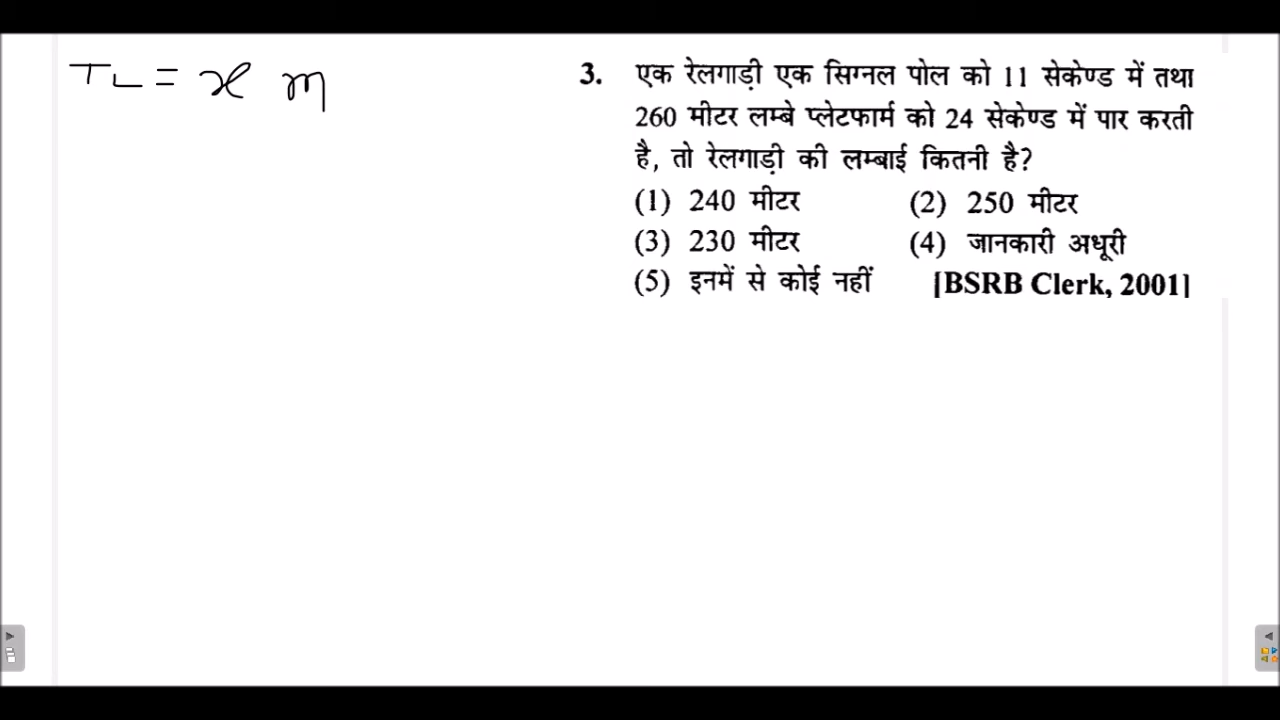 TL = x m
3. एक रेलगाड़ी एक सिग्नल पोल को 11 सेकेण्ड में तथा
260 मीटर लम्बे प्लेटफार्म को 24 सेकेण्ड में पार करती
है, तो रेलगाड़ी की लम्बाई कितनी है?
(1) 240 मीटर (2) 250 मीटर
(3) 230 मीटर (4) जानकारी अधूरी
(5) इनमें से कोई नहीं [BSRB Clerk, 2001]